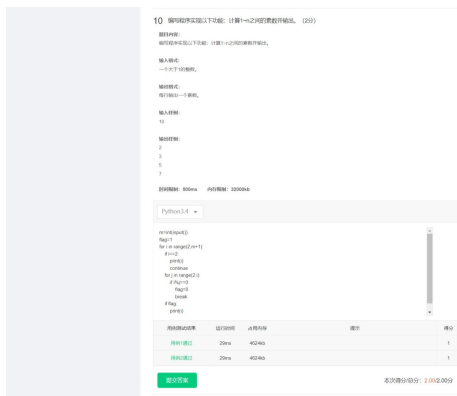 10 编写程序实现以下功能：计算1~n之间的素数并输出。 (2分)
题目内容:
编写程序实现以下功能：计算1~n之间的素数并输出。
输入格式:
一个大于1的整数。
输出格式:
每行输出一个素数。
输入样例:
10
输出样例:
2
3
5
7
时间限制：500ms 内存限制：32000kb
Python3.4
n=int(input())
flag=1
for i in range(2,n+1):
if i==2:
print(i)
continue
for j in range(2,i):
if i%j==0:
flag=0
break
if flag:
print(i)
用例测试结果 运行时间 占用内存 提示 得分
用例1通过 29ms 4624kb 1
用例2通过 29ms 4624kb 1
提交答案
本次得分/总分：2.00/2.00分